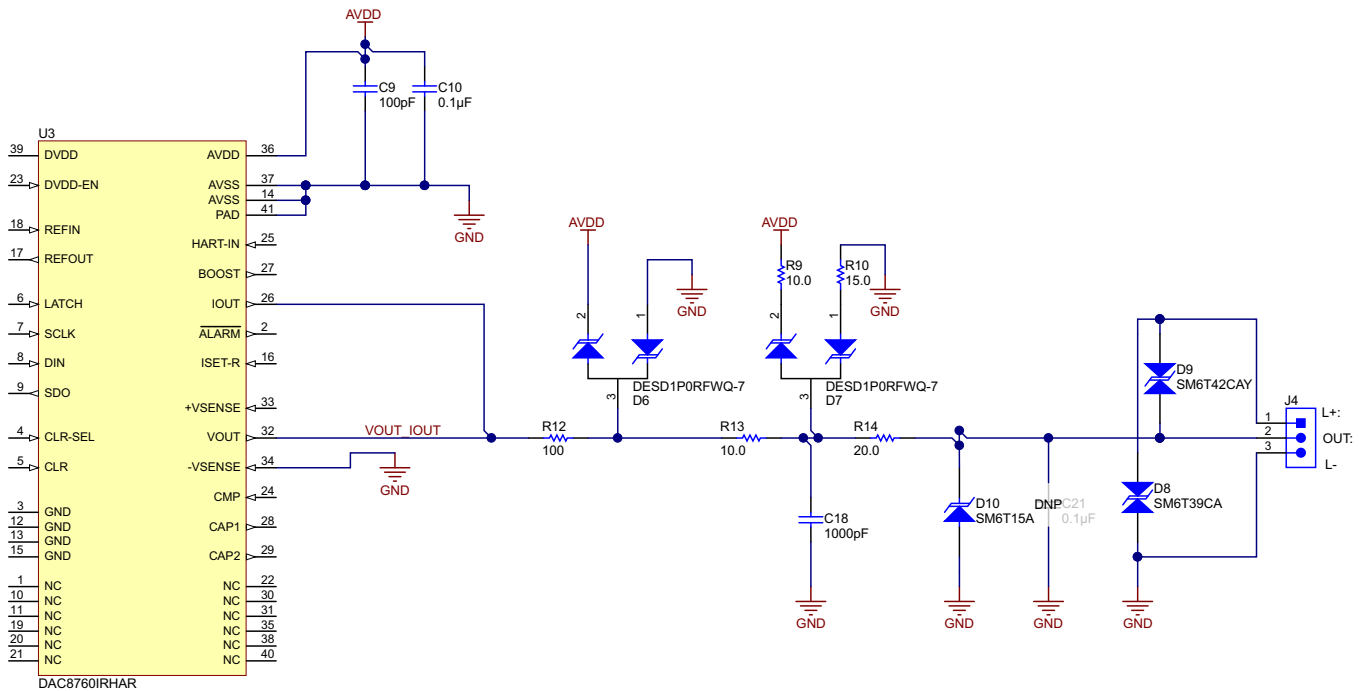 AVDD
C9
100pF
C10
0.1µF
U3
39 DVDD AVDD 36
23 DVDD-EN AVSS 37
AVSS 14
PAD 41
18 REFIN
HART-IN 25
17 REFOUT
BOOST 27
6 LATCH IOUT 26
7 SCLK ALARM 2
8 DIN ISET-R 16
9 SDO
+VSENSE 33
4 CLR-SEL VOUT 32
5 CLR -VSENSE 34
CMP 24
3 GND
12 GND CAP1 28
13 GND
15 GND CAP2 29
1 NC NC 22
10 NC NC 30
11 NC NC 31
19 NC NC 35
20 NC NC 38
21 NC NC 40
DAC8760IRHAR
GND
VOUT_IOUT
GND
AVDD
GND
2
1
3
DESD1P0RFWQ-7
D6
R12
100
AVDD
R9
10.0
R10
15.0
GND
2
1
3
DESD1P0RFWQ-7
D7
R13
10.0
R14
20.0
C18
1000pF
GND
D10
SM6T15A
GND
DNP C21
0.1µF
GND
D9
SM6T42CAY
D8
SM6T39CA
GND
J4
1 L+:
2 OUT:
3 L-